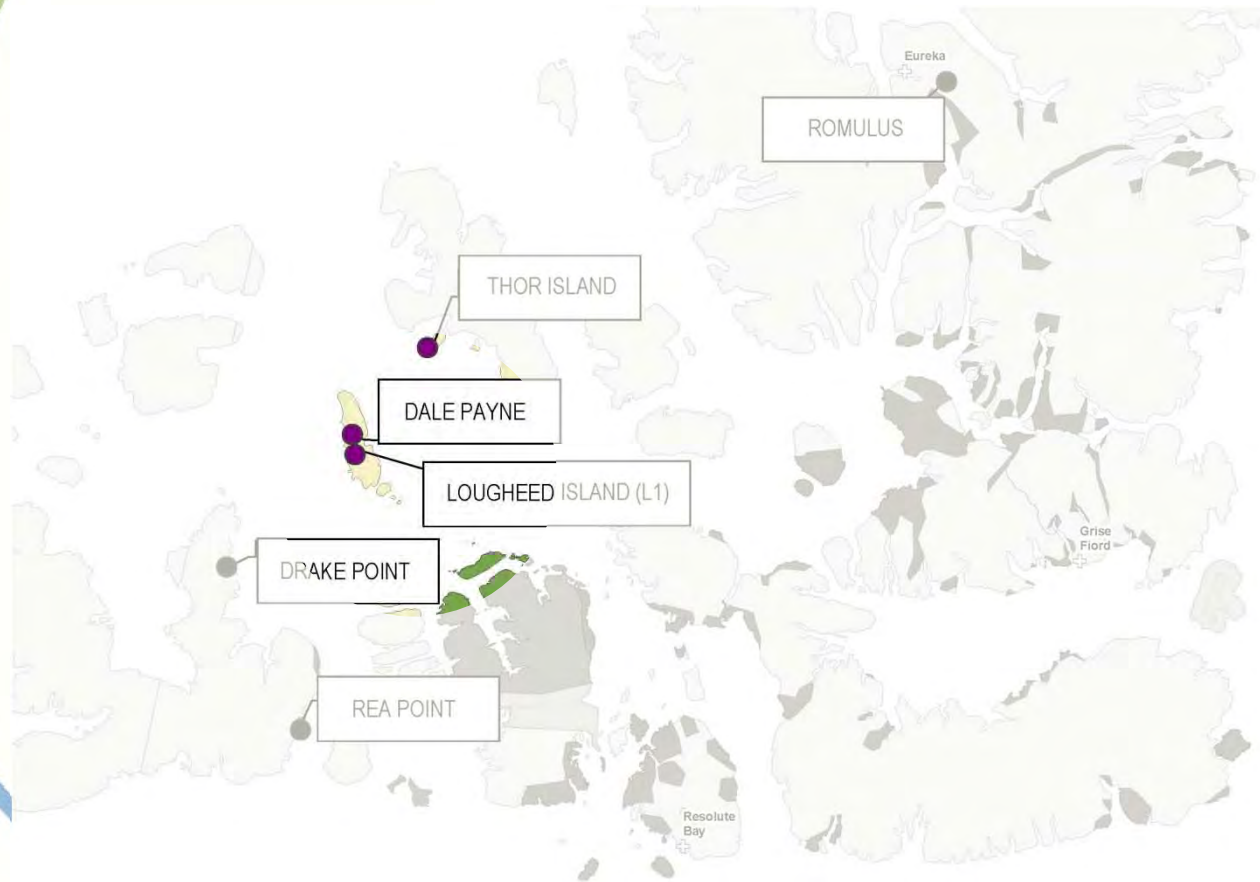 Eureka
ROMULUS
THOR ISLAND
DALE PAYNE
LOUGHEED ISLAND (L1)
DRAKE POINT
Grise
Fiord
REA POINT
Resolute
Bay